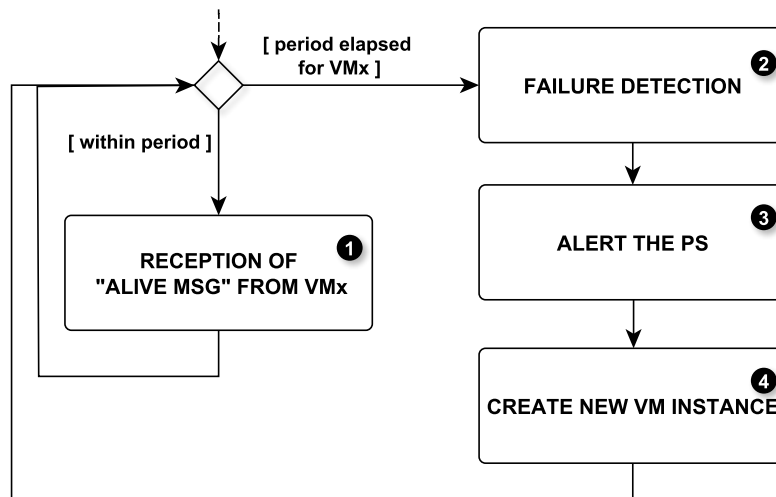 [ period elapsed
for VMx ]
2
FAILURE DETECTION
[ within period ]
3
ALERT THE PS
1
RECEPTION OF
"ALIVE MSG" FROM VMx
4
CREATE NEW VM INSTANCE